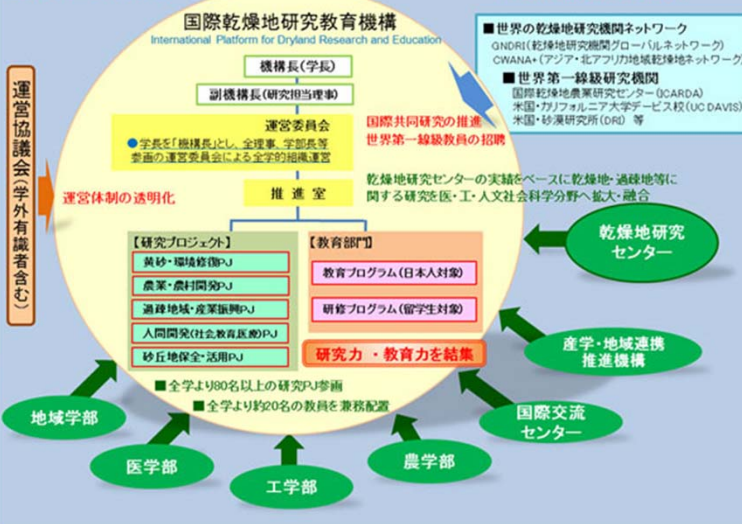 国際乾燥地研究教育機構
International Platform for Dryland Research and Education
■世界の乾燥地研究機関ネットワーク
GNDRI(乾燥地研究機関グローバルネットワーク)
CWANA+(アジア・北アフリカ地域乾燥地ネットワーク)
■世界第一線級研究機関
国際乾燥地農業研究センター(ICARDA)
米国・カリフォルニア大学デービス校(UC DAVIS)
米国・砂漠研究所(DRI) 等
機構長(学長)
副機構長(研究担当理事)
運営委員会
●学長を「機構長」とし、全理事、学部長等
参画の運営委員会による全学的組織運営
国際共同研究の推進
世界第一線級教員の招聘
運営協議会(学外有識者含む)
運営体制の透明化
推進室
乾燥地研究センターの実績をベースに乾燥地・過疎地等に
関する研究を医・工・人文社会科学分野へ拡大・融合
【研究プロジェクト】
黄砂・環境修復PJ
農業・農村開発PJ
過疎地域・産業振興PJ
人間開発(社会教育,医療)PJ
砂丘地保全・活用PJ
【教育部門】
教育プログラム(日本人対象)
研修プログラム(留学生対象)
研究力・教育力を結集
■全学より80名以上の研究PJ参画
■全学より約20名の教員を兼務配置
乾燥地研究
センター
産学・地域連携
推進機構
国際交流
センター
地域学部
医学部
工学部
農学部